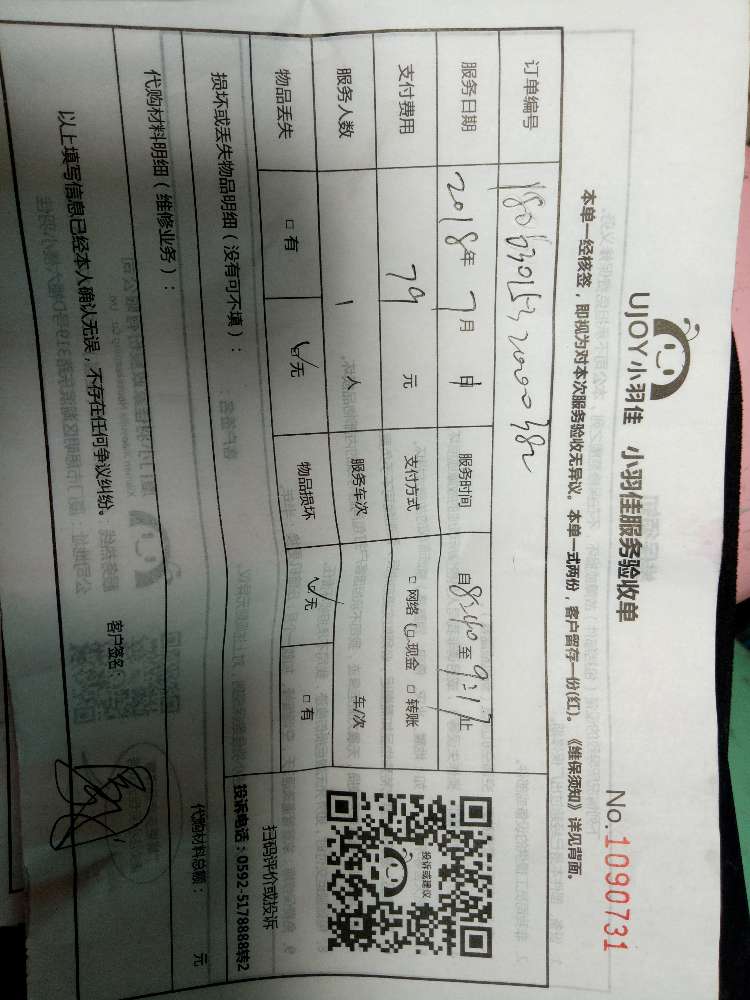 UJOY小羽佳 小羽佳服务验收单
No.1090731
本单一经核签，即视为对本次服务验收无异议。本单一式两份，客户留存一份(红)。《维保须知》详见背面。
订单编号
服务日期 2018年 7月 日 服务时间 自8:40至9:17止
支付费用 79 元 支付方式 □ 网络 □ 现金 □ 转账
服务人数 1 人 服务车次 车/次
物品丢失 □ 有 ☑ 无 物品损坏 ☑ 无 □ 有
投诉或建议
扫码评价或投诉
投诉电话：0592-5178888转2
损坏或丢失物品明细（没有可不填）：
代购材料明细（维修业务）： 代购材料总额： 元
以上填写信息已经本人确认无误，不存在任何争议纠纷。 客户签名：